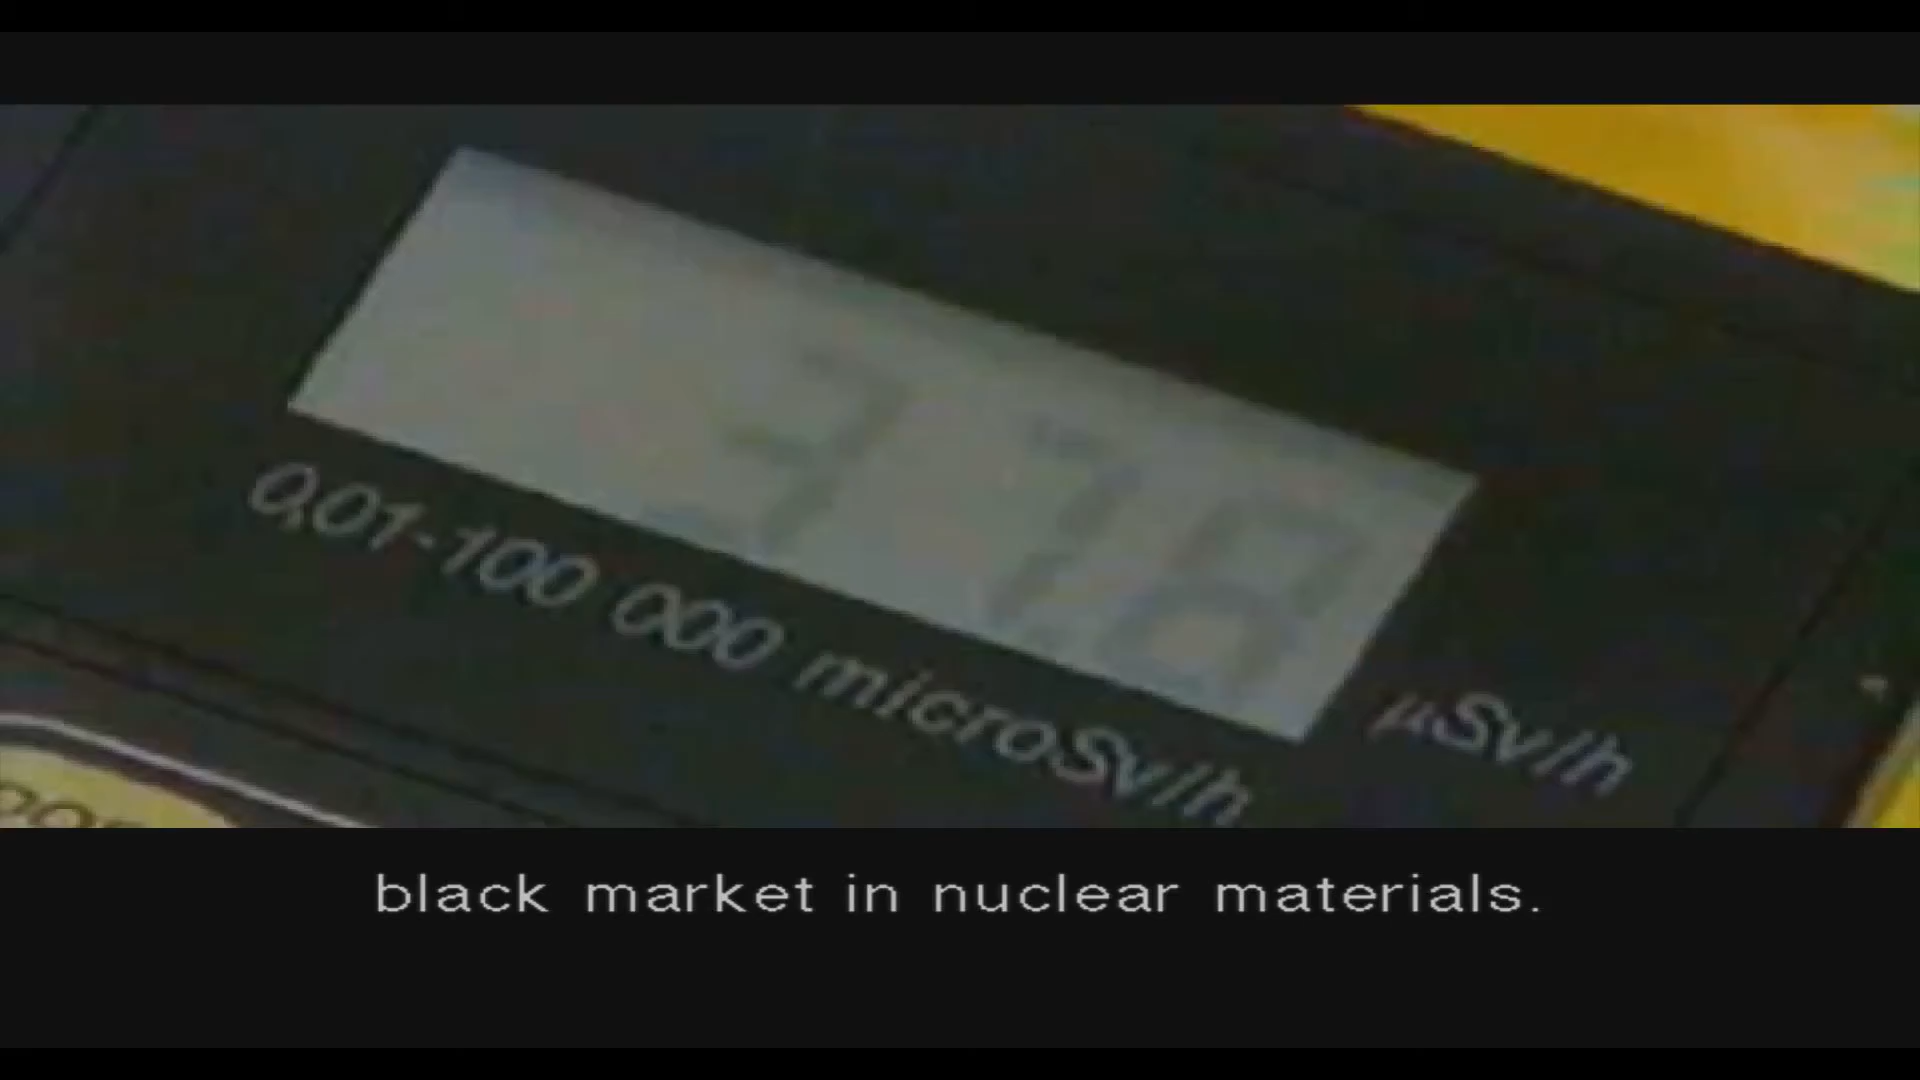 0,01-100 000 microSv/h
µSv/h
black market in nuclear materials.